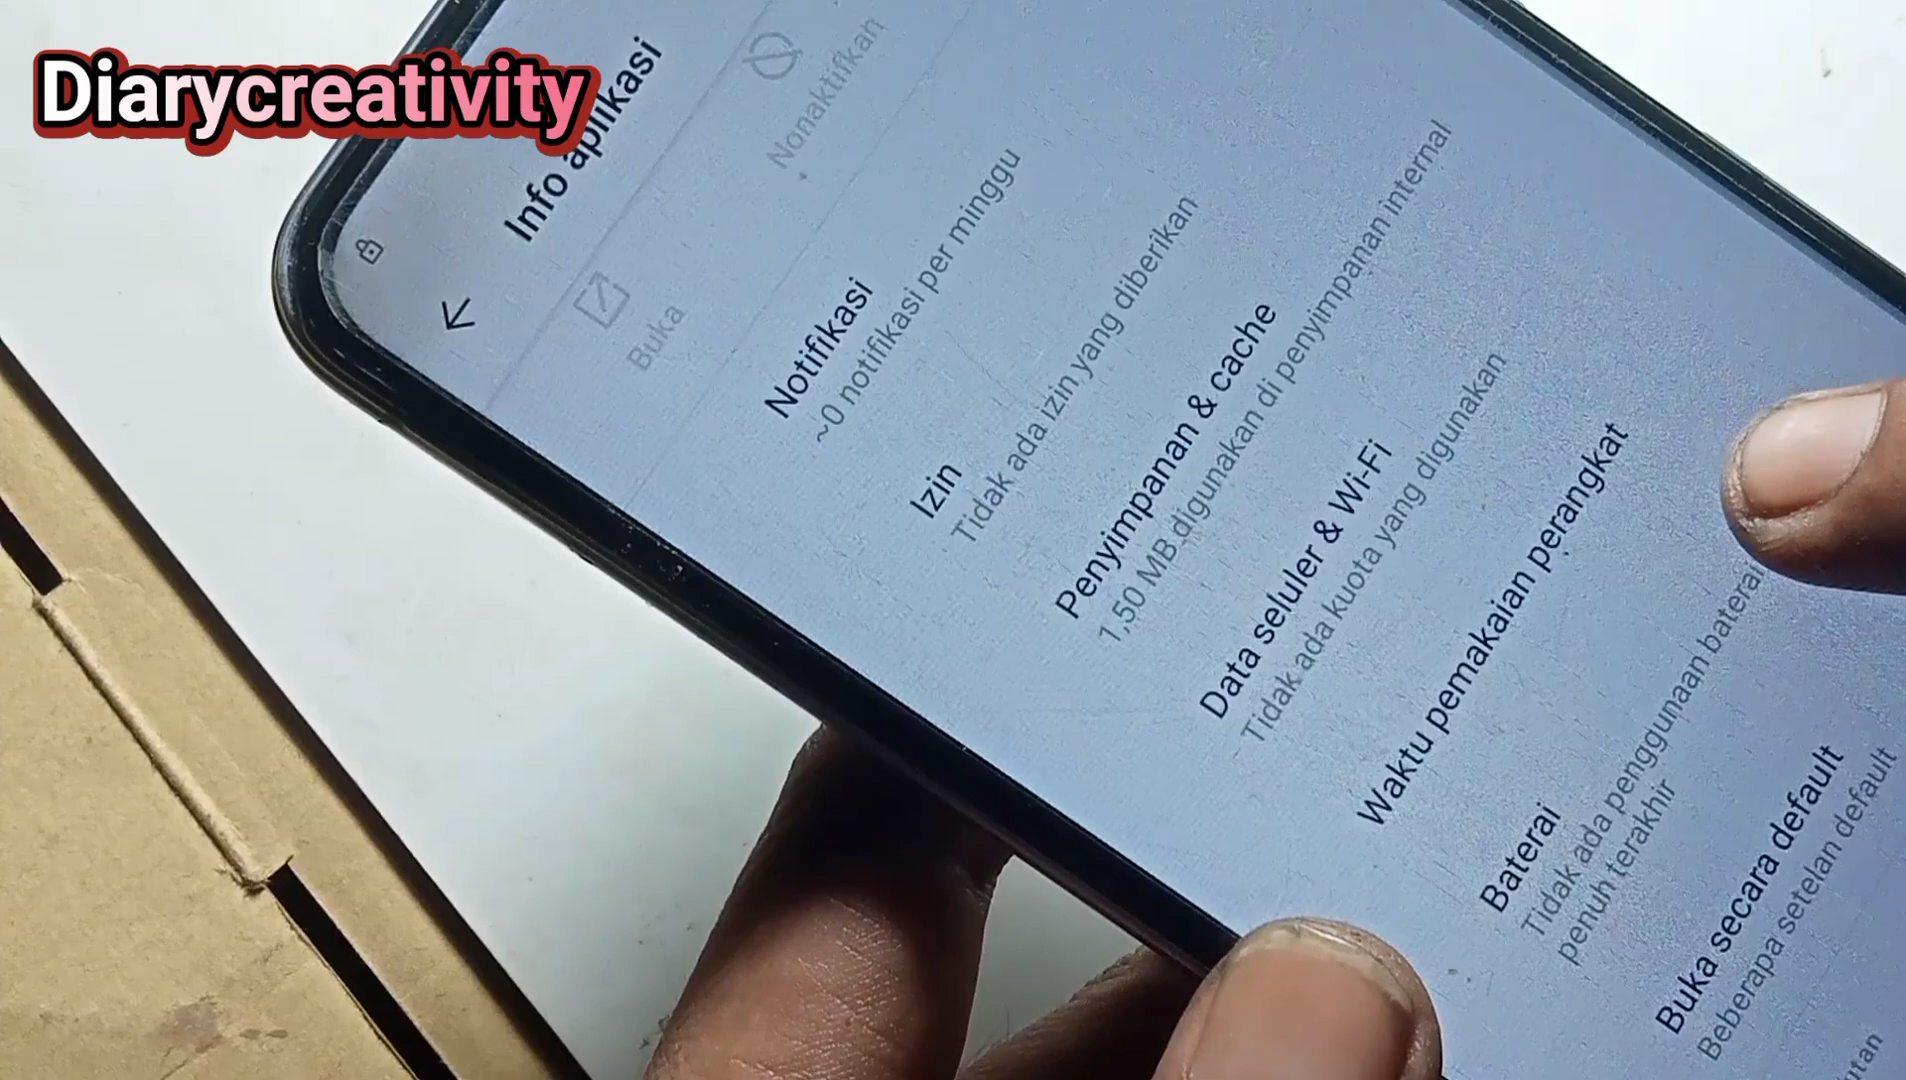 Diarycreativity
Info aplikasi
Buka
Nonaktifkan
Notifikasi
~0 notifikasi per minggu
Izin
Tidak ada izin yang diberikan
Penyimpanan & cache
1,50 MB digunakan di penyimpanan internal
Data seluler & Wi-Fi
Tidak ada kuota yang digunakan
Waktu pemakaian perangkat
Baterai
Tidak ada penggunaan baterai
penuh terakhir
Buka secara default
Beberapa setelan default